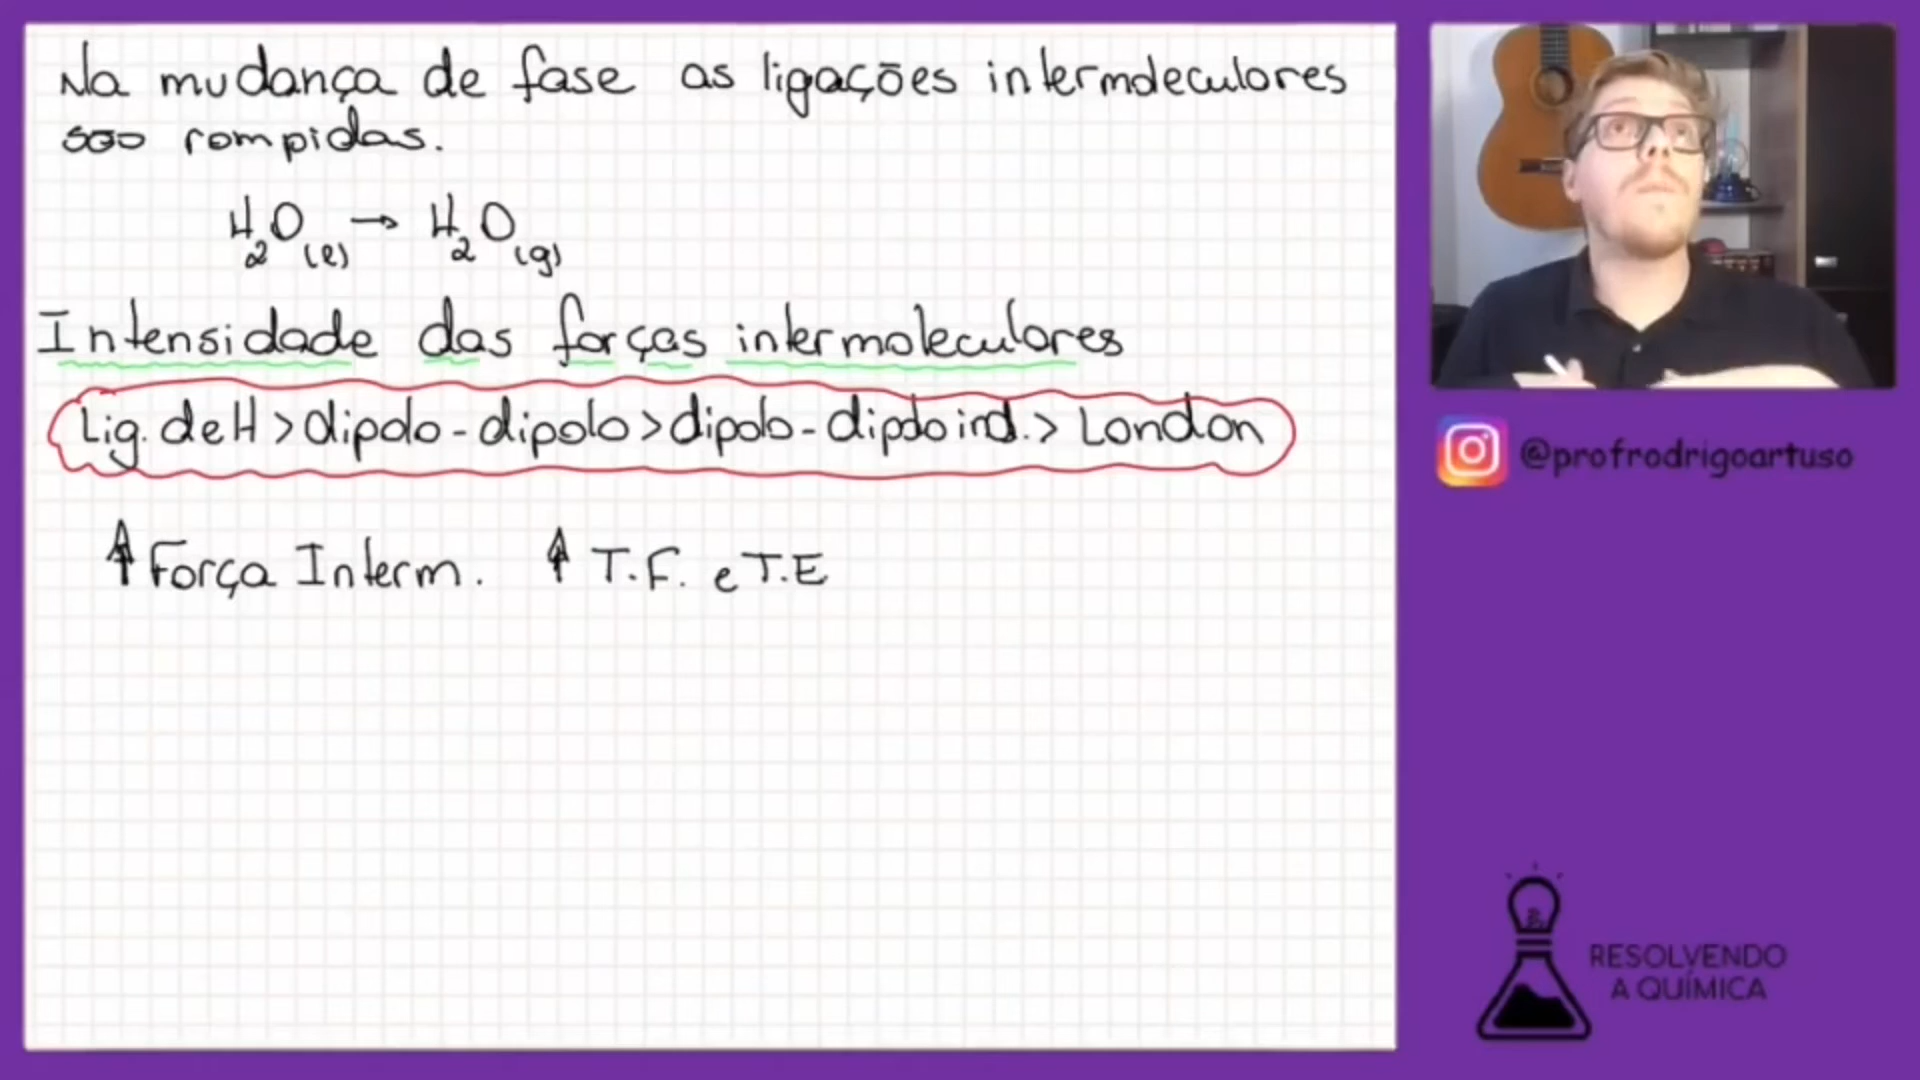 Na mudança de fase as ligações intermoleculares
são rompidas.
H2O(l) → H2O(g)
Intensidade das forças intermoleculares
Lig. de H > dipolo - dipolo > dipolo - dipolo ind. > London
↑ Força Interm. ↑ T.F. e T.E
@profrodrigoartuso
RESOLVENDO
A QUÍMICA